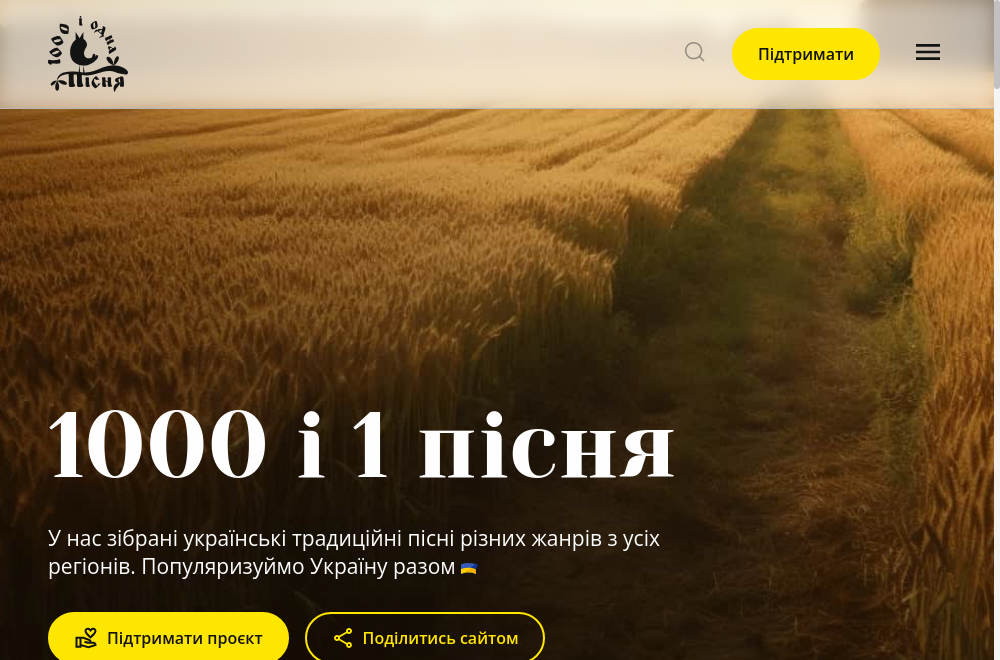 1000 і одна
Пісня
Підтримати
1000 і 1 пісня
У нас зібрані українські традиційні пісні різних жанрів з усіх
регіонів. Популяризуймо Україну разом
Підтримати проєкт
Поділитись сайтом